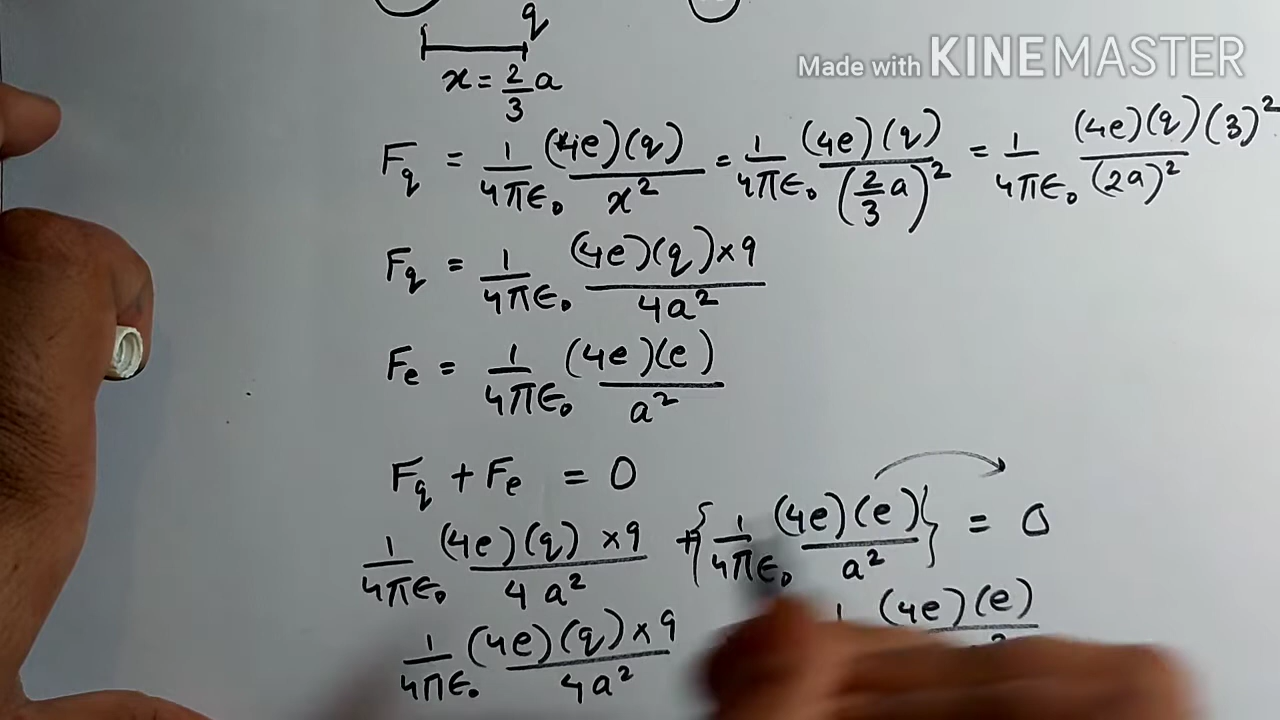 Made with KINEMASTER
q
x = 2/3 a
Fq = 1/4πϵ₀ (4e)(q)/x² = 1/4πϵ₀ (4e)(q)/(2/3 a)² = 1/4πϵ₀ (4e)(q)(3)²/(2a)²
Fq = 1/4πϵ₀ (4e)(q)×9/4a²
Fe = 1/4πϵ₀ (4e)(e)/a²
Fq + Fe = 0
1/4πϵ₀ (4e)(q)×9/4a² + {1/4πϵ₀ (4e)(e)/a²} = 0
1/4πϵ₀ (4e)(q)×9/4a² (4e)(e)